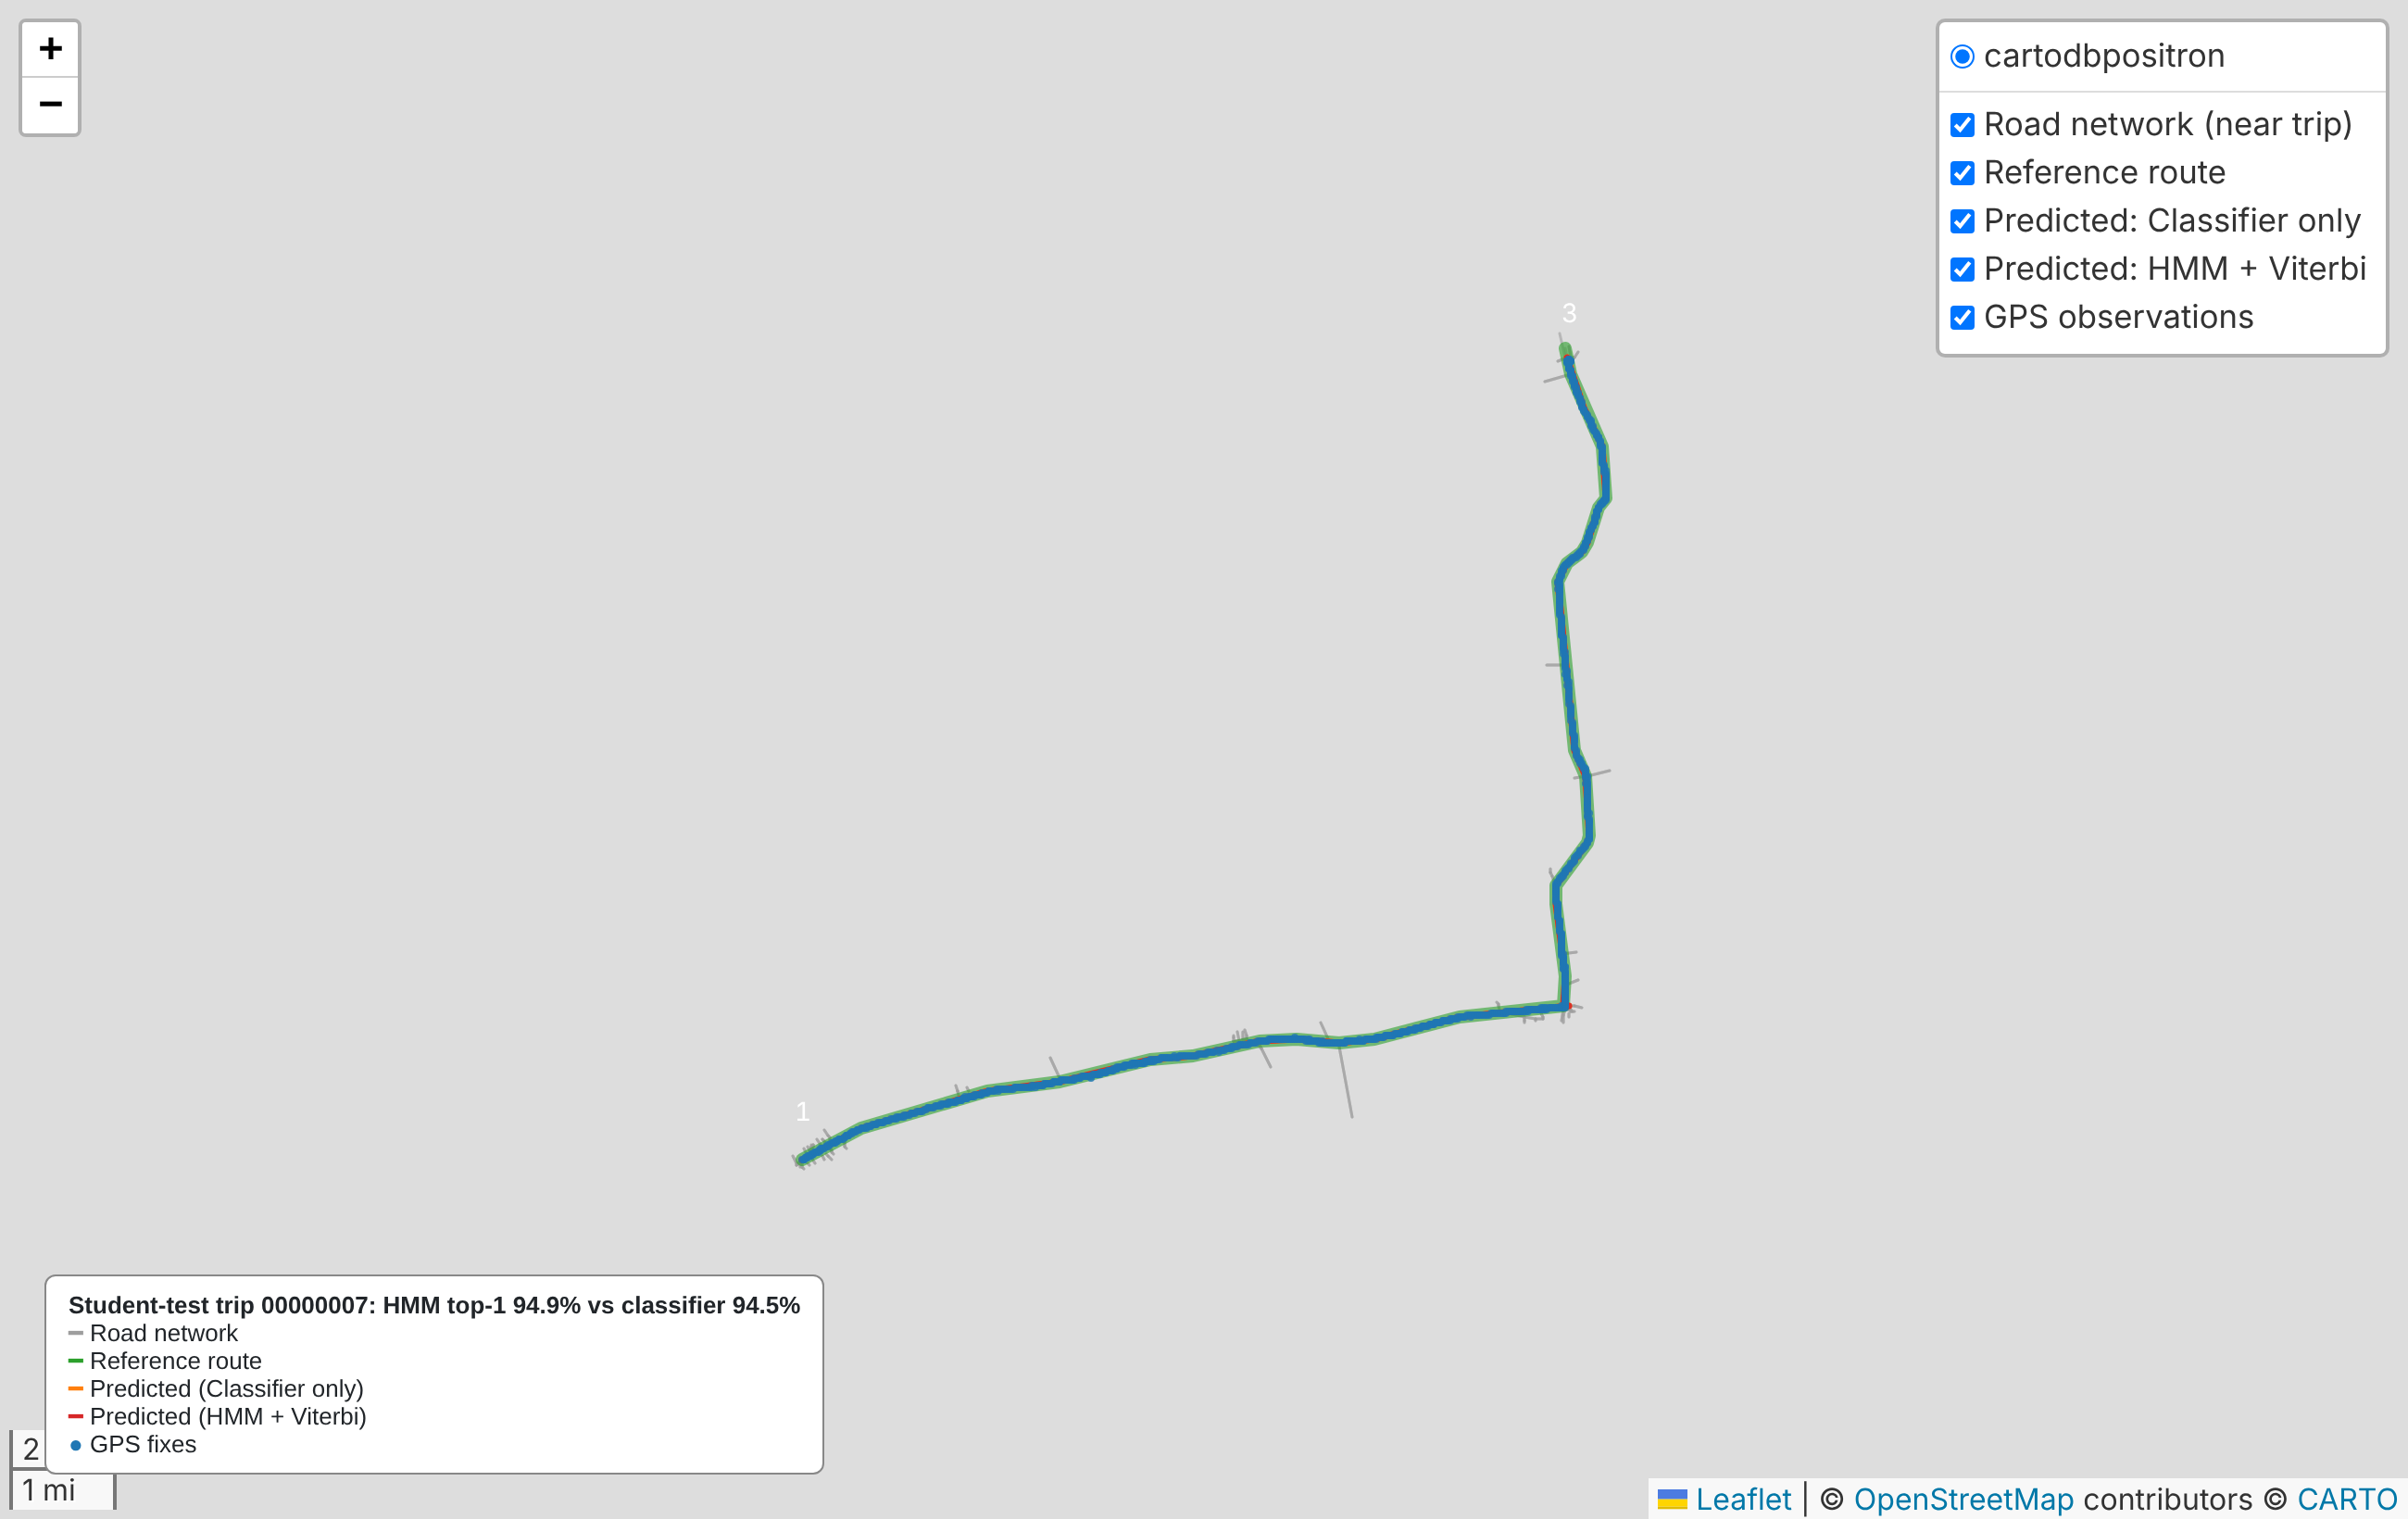 +
−
cartodbpositron
Road network (near trip)
Reference route
Predicted: Classifier only
Predicted: HMM + Viterbi
GPS observations
3
1
Student-test trip 00000007: HMM top-1 94.9% vs classifier 94.5%
Road network
Reference route
Predicted (Classifier only)
Predicted (HMM + Viterbi)
GPS fixes
2
1 mi
Leaflet | © OpenStreetMap contributors © CARTO